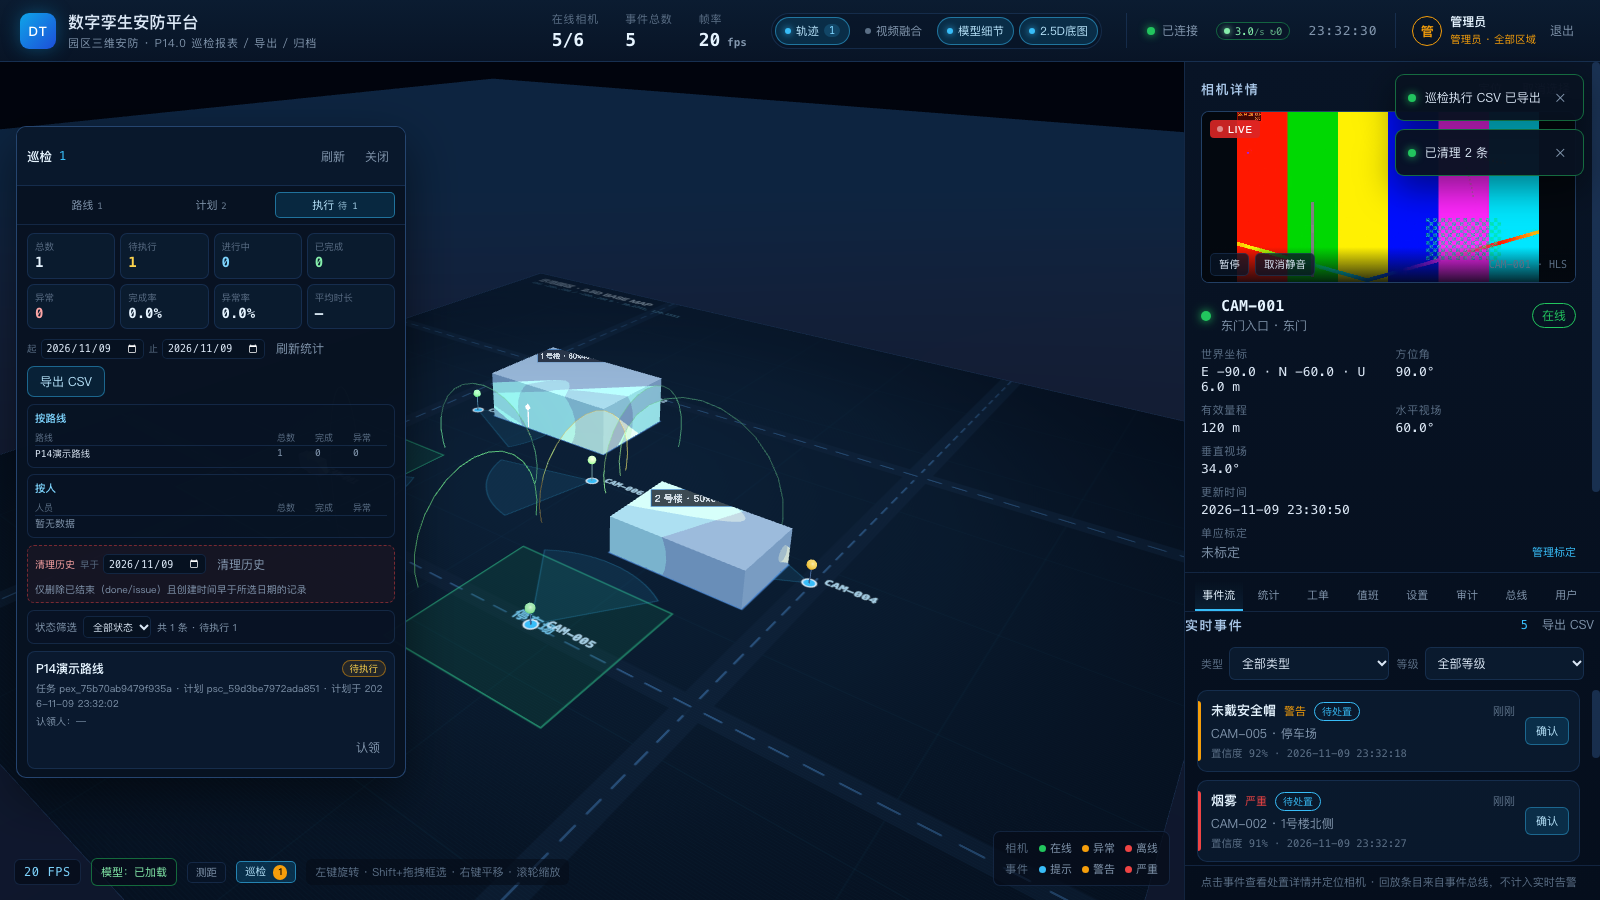 DT
数字孪生安防平台
园区三维安防 · P14.0 巡检报表 / 导出 / 归档
在线相机 事件总数 帧率
5/6 5 20 fps
轨迹 1
视频融合
模型细节
2.5D底图
已连接
3.0/s ↻0
23:32:30
管
管理员
管理员 · 全部区域
退出
巡检 1
刷新 关闭
路线 1
计划 2
执行 待 1
总数
1
待执行
1
进行中
0
已完成
0
异常
0
完成率
0.0%
异常率
0.0%
平均时长
—
起 2026/11/09 止 2026/11/09 刷新统计
导出 CSV
按路线
路线 总数 完成 异常
P14演示路线 1 0 0
按人
人员 总数 完成 异常
暂无数据
清理历史 早于 2026/11/09 清理历史
仅删除已结束（done/issue）且创建时间早于所选日期的记录
状态筛选 全部状态 共 1 条 · 待执行 1
P14演示路线 待执行
任务 pex_75b70ab9479f935a · 计划 psc_59d3be7972ada851 · 计划于 202
6-11-09 23:32:02
认领人: —
认领
2.5D BASE MAP
1号楼 · 60x40
2 号楼 · 50x
CAM-006
CAM-004
CAM-005
停车场
20 FPS
模型: 已加载
测距
巡检 1
左键旋转 · Shift+拖拽框选 · 右键平移 · 滚轮缩放
相机 在线 异常 离线
事件 提示 警告 严重
相机详情
巡检执行 CSV 已导出 ×
已清理 2 条 ×
LIVE
暂停
取消静音
CAM-001 · HLS
CAM-001
东门入口 · 东门
在线
世界坐标
E -90.0 · N -60.0 · U
6.0 m
方位角
90.0°
有效量程
120 m
水平视场
60.0°
垂直视场
34.0°
更新时间
2026-11-09 23:30:50
单应标定
未标定
管理标定
事件流 统计 工单 值班 设置 审计 总线 用户
实时事件 5 导出 CSV
类型 全部类型 等级 全部等级
未戴安全帽 警告 待处置 刚刚
CAM-005 · 停车场
置信度 92% · 2026-11-09 23:32:18
确认
烟雾 严重 待处置 刚刚
CAM-002 · 1号楼北侧
置信度 91% · 2026-11-09 23:32:27
确认
点击事件查看处置详情并定位相机 · 回放条目来自事件总线，不计入实时告警